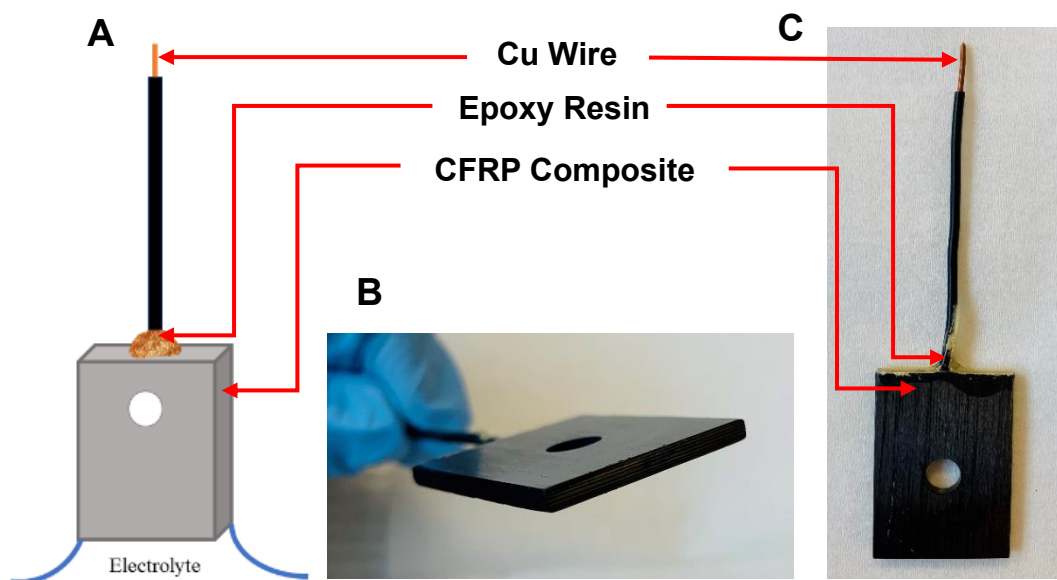 A
C
Cu Wire
Epoxy Resin
CFRP Composite
B
Electrolyte